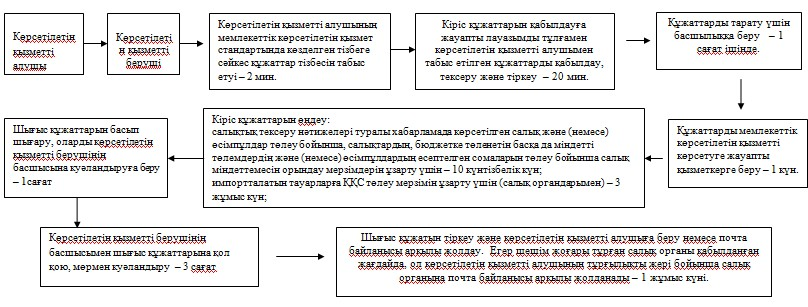 Көрсетілетін
қызметті
алушы
Көрсетілеті
н қызметті
беруші
Көрсетілетін қызметті алушының
мемлекеттік көрсетілетін қызмет
стандартында көзделген тізбеге
сәйкес құжаттар тізбесін табыс
етуі – 2 мин.
Кіріс құжаттарын қабылдауға
жауапты лауазымды тұлғамен
көрсетілетін қызметті алушымен
табыс етілген құжаттарды қабылдау,
тексеру және тіркеу – 20 мин.
Құжаттарды тарату үшін
басшылыққа беру – 1
сағат ішінде.
Құжаттарды мемлекеттік
көрсетілетін қызметті
көрсетуге жауапты
қызметкерге беру – 1 күн.
Кіріс құжаттарын өңдеу:
салықтық тексеру нәтижелері туралы хабарламада көрсетілген салық және (немесе)
өсімпұлдар төлеу бойынша, салықтардың, бюджетке төленетін басқа да міндетті
төлемдердің және (немесе) өсімпұлдардың есептелген сомаларын төлеу бойынша салық
міндеттемесін орындау мерзімдерін ұзарту үшін – 10 күнтізбелік күн;
импортталатын тауарларға ҚҚС төлеу мерзімін ұзарту үшін (салық органдарымен) – 3
жұмыс күн;
Шығыс құжаттарын басып
шығару, оларды көрсетілетін
қызметті берушінің
басшысына куәландыруға беру
– 1сағат
Көрсетілетін қызметті берушінің
басшысымен шығыс құжаттарына қол
қою, мөрмен куәландыру – 3 сағат
Шығыс құжатын тіркеу және көрсетілетін қызметті алушыға беру немесе почта
байланысы арқылы жолдау. Егер шешім жоғары тұрған салық органы қабылданған
жағдайда, ол көрсетілетін қызметті алушының тұрғылықты жері бойынша салық
органына почта байланысы арқылы жолданады – 1 жұмыс күні.